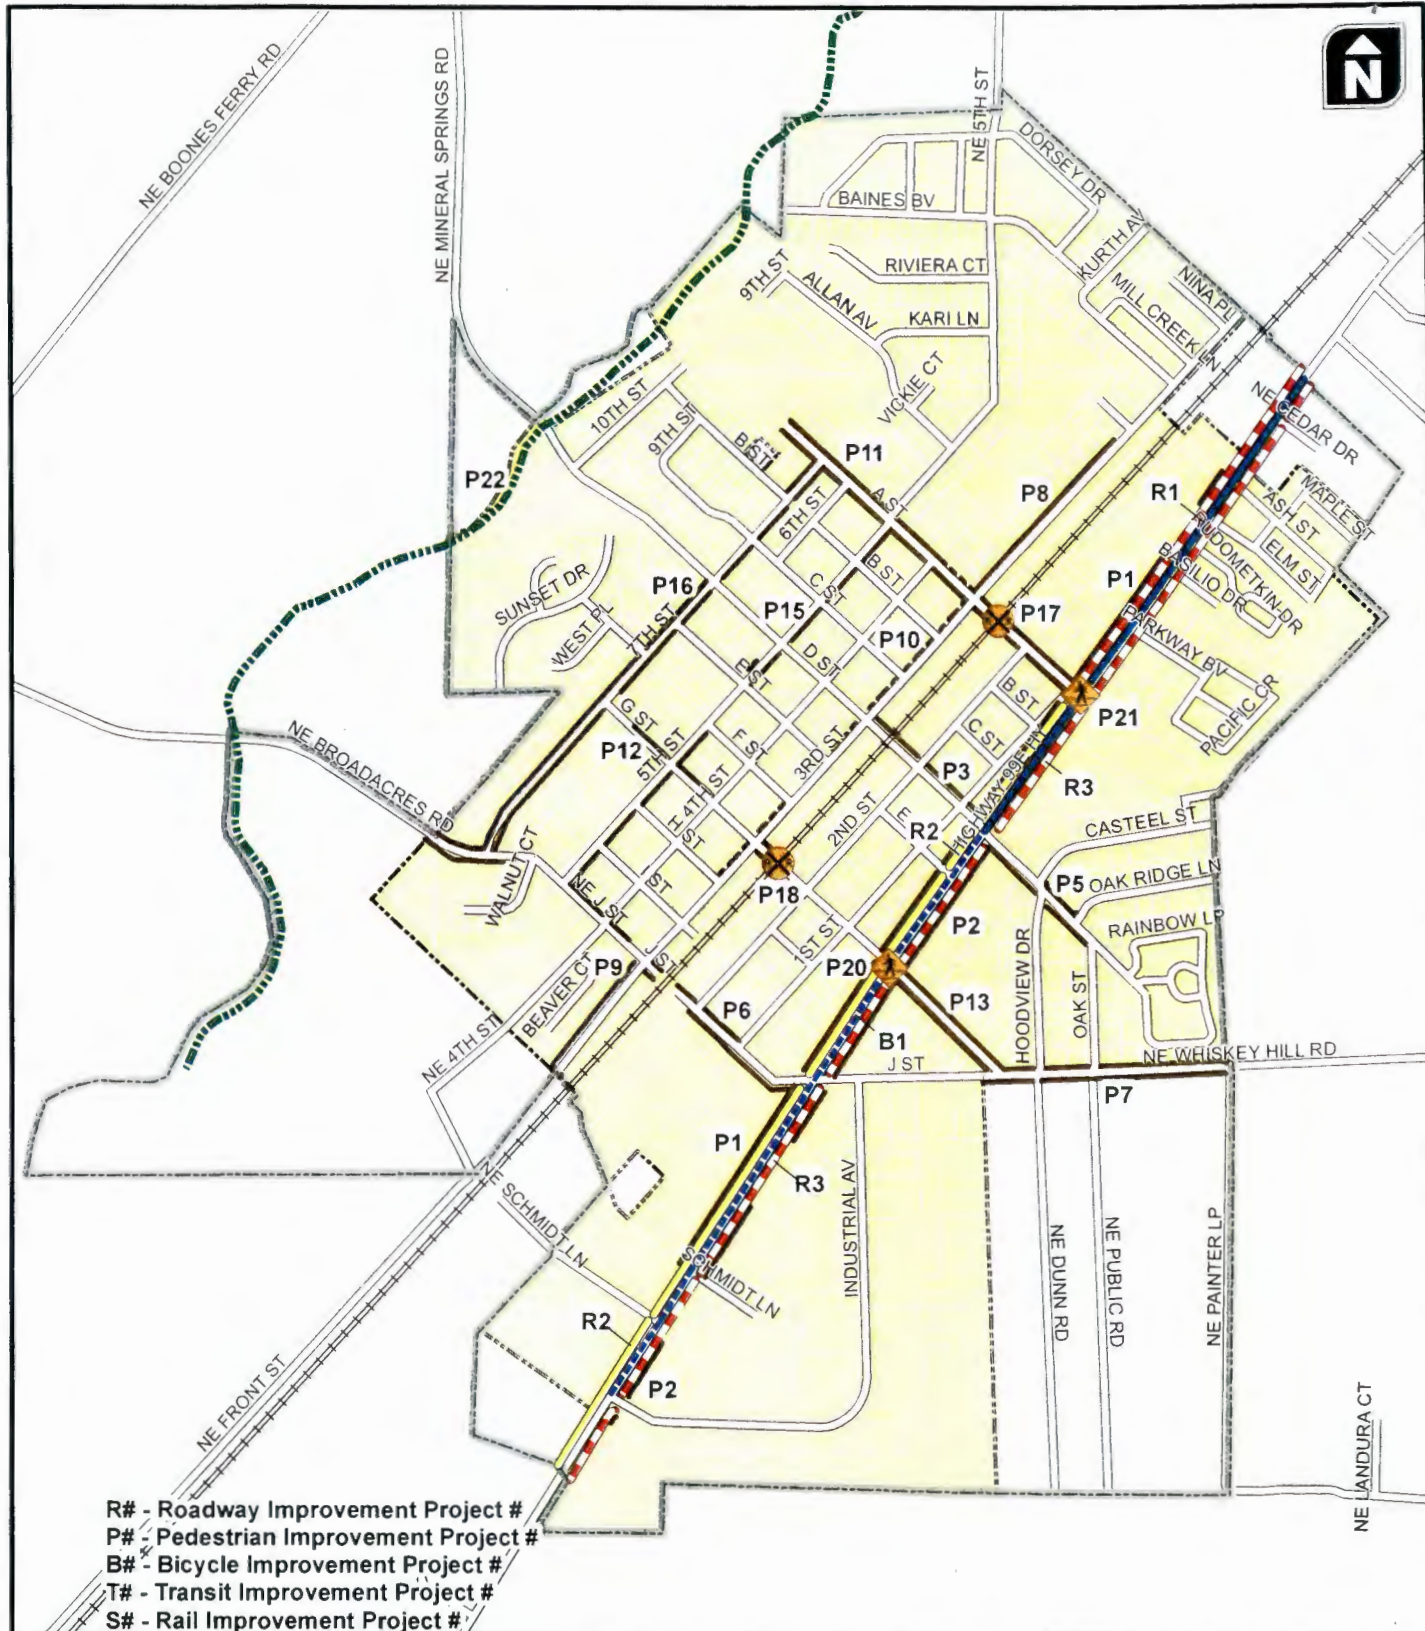 N
NE BOONES FERRY RD
NE MINERAL SPRINGS RD
NE 5TH ST
DORSEY DR
BAINES BV
KURTH AV
RIVIERA CT
9TH ST
ALLAN AV
NINA PL
MILL CREEK LN
KARI LN
VICKIE CT
10TH ST
9TH ST
B ST
NE CEDAR DR
P11
P22
P8
R1
A ST
6TH ST
MAPLE ST
ASH ST
ELM ST
RUDOMETKIN DR
BASILIO DR
P1
B ST
C ST
SUNSET DR
P16
P15
P17
PARKWAY BV
WEST PL
7TH ST
P10
D ST
E ST
B ST
P21
PACIFIC CR
G ST
C ST
NE BROADACRES RD
P12
5TH ST
F ST
3RD ST
P3
HIGHWAY 99E HY
R3
4TH ST
H ST
2ND ST
E
R2
CASTEEL ST
WALNUT CT
P18
P5
OAK RIDGE LN
I ST
NE J ST
P2
RAINBOW LP
1ST ST
J ST
P9
P20
HOODVIEW DR
BEAVER CT
P6
P13
OAK ST
NE 4TH ST
B1
J ST
NE WHISKEY HILL RD
P7
P1
R3
NE SCHMIDT LN
SCHMIDT LN
INDUSTRIAL AV
NE DUNN RD
NE PUBLIC RD
NE PAINTER LP
R2
P2
NE FRONT ST
NE LANDURA CT
R# - Roadway Improvement Project #
P# - Pedestrian Improvement Project #
B# - Bicycle Improvement Project #
T# - Transit Improvement Project #
S# - Rail Improvement Project #